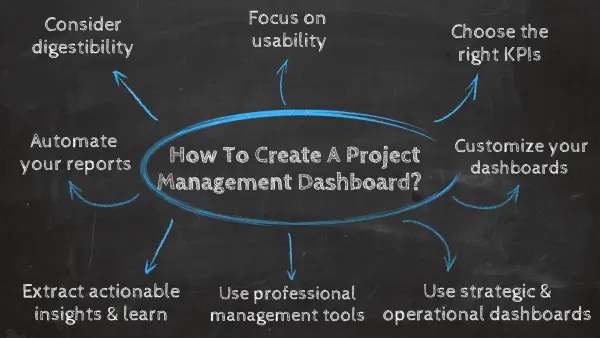 Consider
digestibility
Focus on
usability
Choose the
right KPIs
Automate
your reports
How To Create A Project
Management Dashboard?
Customize your
dashboards
Extract actionable
insights & learn
Use professional
management tools
Use strategic &
operational dashboards